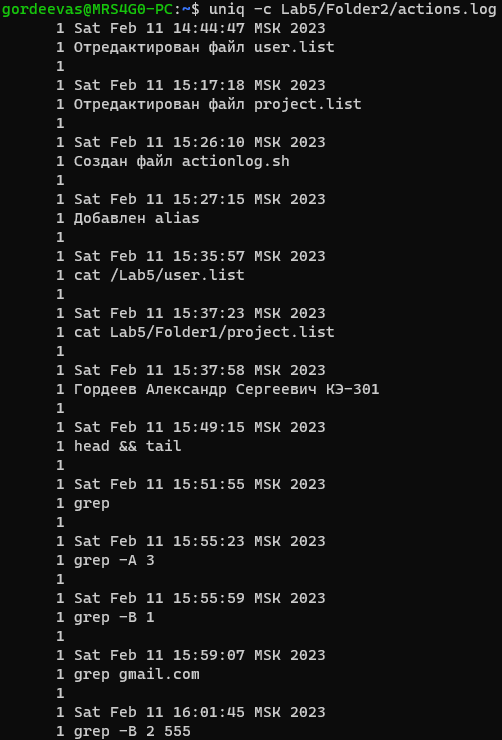 gordeevas@MRS4G0-PC:~$ uniq -c Lab5/Folder2/actions.log
1 Sat Feb 11 14:44:47 MSK 2023
1 Отредактирован файл user.list
1
1 Sat Feb 11 15:17:18 MSK 2023
1 Отредактирован файл project.list
1
1 Sat Feb 11 15:26:10 MSK 2023
1 Создан файл actionlog.sh
1
1 Sat Feb 11 15:27:15 MSK 2023
1 Добавлен alias
1
1 Sat Feb 11 15:35:57 MSK 2023
1 cat /Lab5/user.list
1
1 Sat Feb 11 15:37:23 MSK 2023
1 cat Lab5/Folder1/project.list
1
1 Sat Feb 11 15:37:58 MSK 2023
1 Гордеев Александр Сергеевич КЭ-301
1
1 Sat Feb 11 15:49:15 MSK 2023
1 head && tail
1
1 Sat Feb 11 15:51:55 MSK 2023
1 grep
1
1 Sat Feb 11 15:55:23 MSK 2023
1 grep -A 3
1
1 Sat Feb 11 15:55:59 MSK 2023
1 grep -B 1
1
1 Sat Feb 11 15:59:07 MSK 2023
1 grep gmail.com
1
1 Sat Feb 11 16:01:45 MSK 2023
1 grep -B 2 555